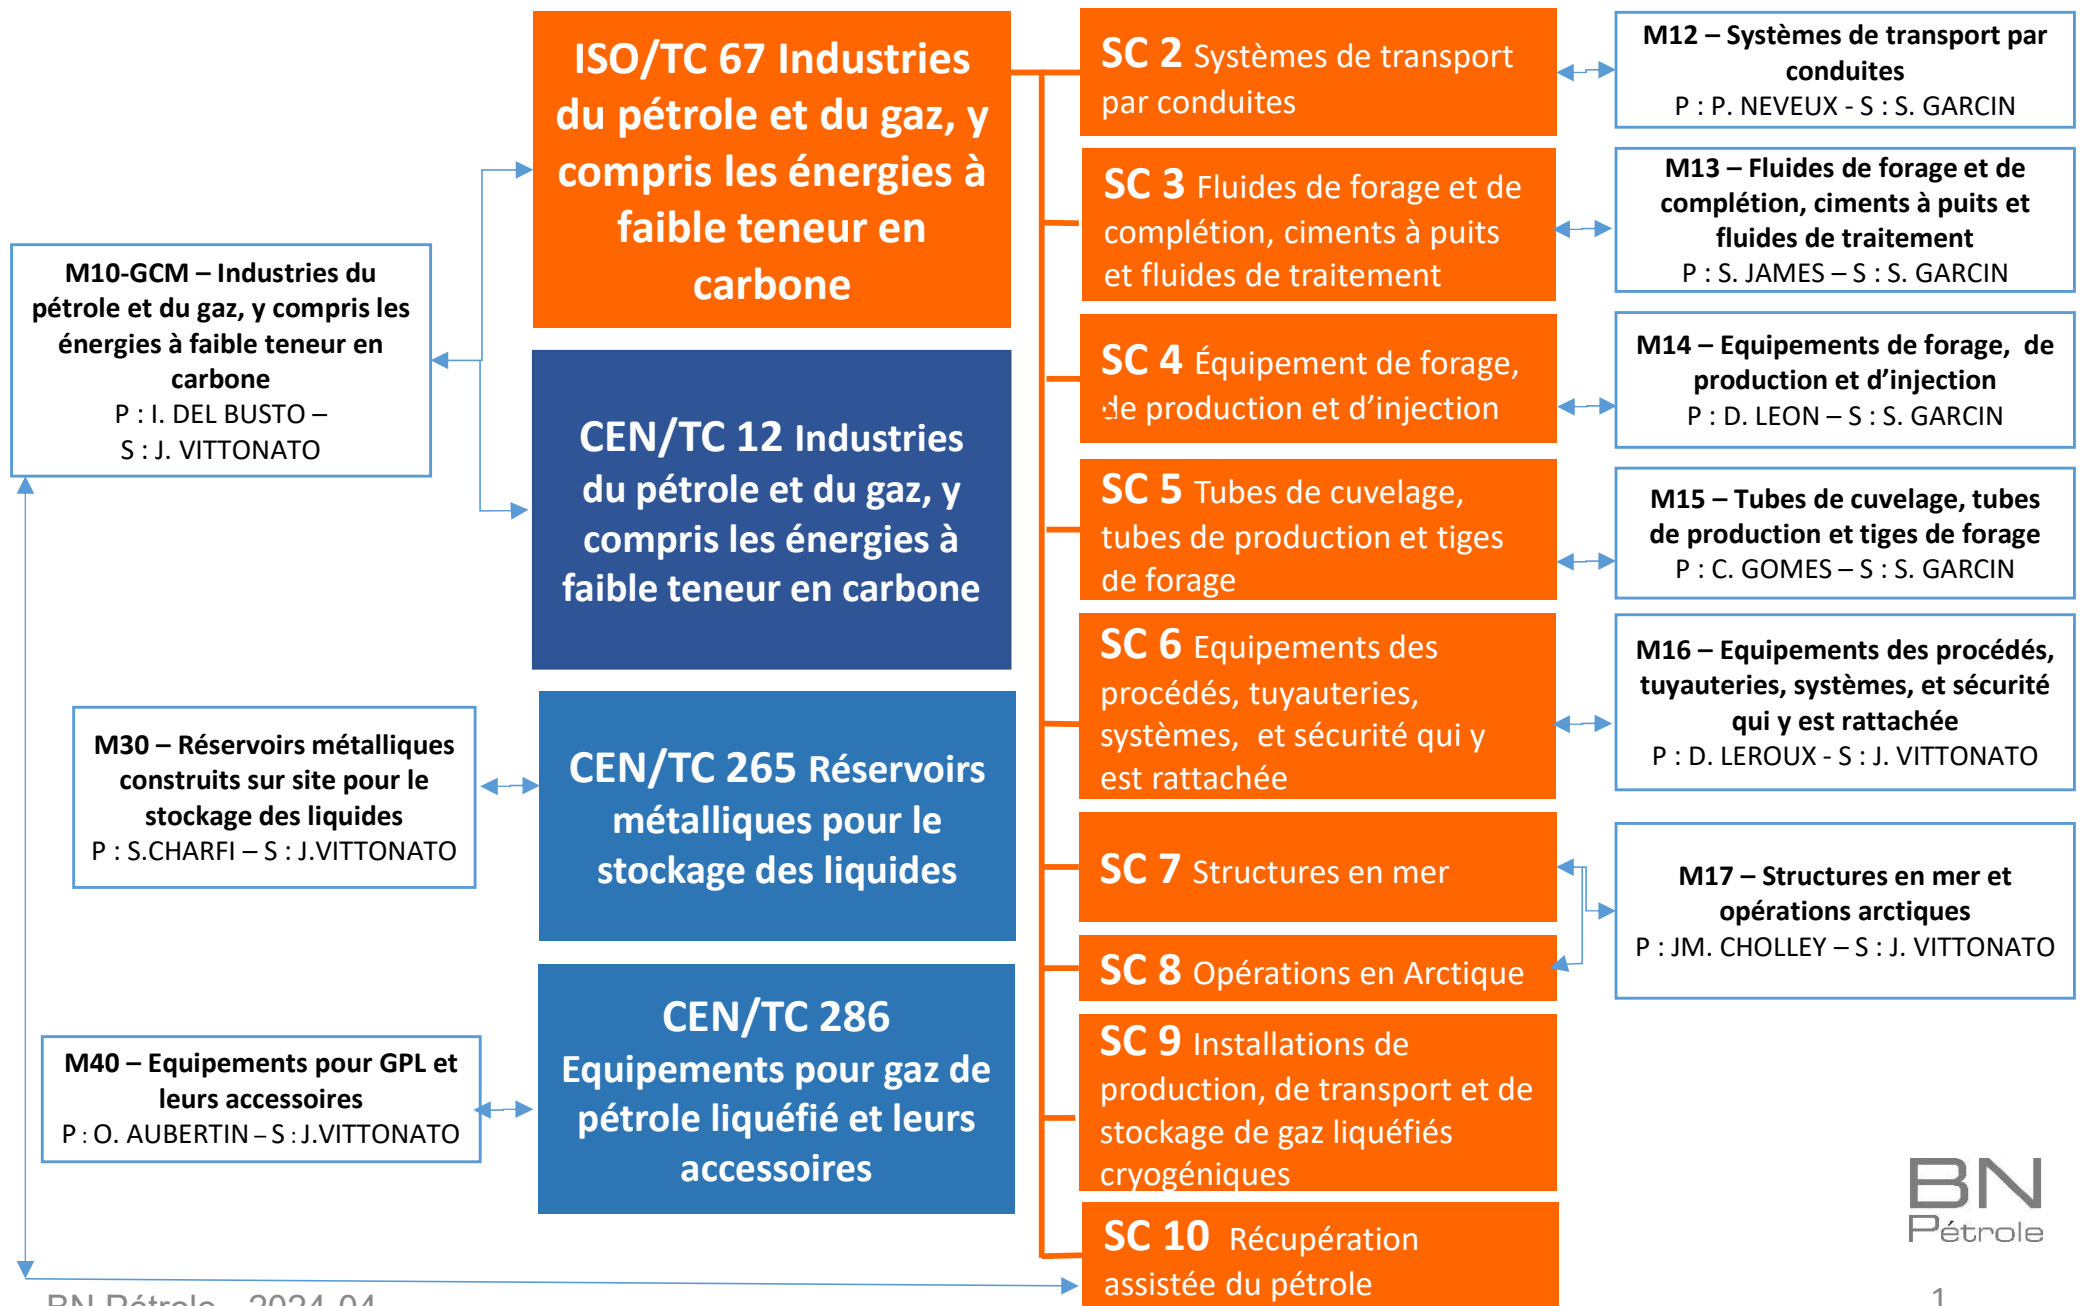 ISO/TC 67 Industries
du pétrole et du gaz, y
compris les énergies à
faible teneur en
carbone
CEN/TC 12 Industries
du pétrole et du gaz, y
compris les énergies à
faible teneur en carbone
CEN/TC 265 Réservoirs
métalliques pour le
stockage des liquides
CEN/TC 286
Equipements pour gaz de
pétrole liquéfié et leurs
accessoires
M10-GCM – Industries du
pétrole et du gaz, y compris les
énergies à faible teneur en
carbone
P : I. DEL BUSTO –
S : J. VITTONATO
M30 – Réservoirs métalliques
construits sur site pour le
stockage des liquides
P : S.CHARFI – S : J.VITTONATO
M40 – Equipements pour GPL et
leurs accessoires
P : O. AUBERTIN – S : J.VITTONATO
SC 2 Systèmes de transport
par conduites
SC 3 Fluides de forage et de
complétion, ciments à puits
et fluides de traitement
SC 4 Équipement de forage,
de production et d’injection
SC 5 Tubes de cuvelage,
tubes de production et tiges
de forage
SC 6 Equipements des
procédés, tuyauteries,
systèmes, et sécurité qui y
est rattachée
SC 7 Structures en mer
SC 8 Opérations en Arctique
SC 9 Installations de
production, de transport et de
stockage de gaz liquéfiés
cryogéniques
SC 10 Récupération
assistée du pétrole
M12 – Systèmes de transport par
conduites
P : P. NEVEUX - S : S. GARCIN
M13 – Fluides de forage et de
complétion, ciments à puits et
fluides de traitement
P : S. JAMES – S : S. GARCIN
M14 – Equipements de forage, de
production et d’injection
P : D. LEON – S : S. GARCIN
M15 – Tubes de cuvelage, tubes
de production et tiges de forage
P : C. GOMES – S : S. GARCIN
M16 – Equipements des procédés,
tuyauteries, systèmes, et sécurité
qui y est rattachée
P : D. LEROUX - S : J. VITTONATO
M17 – Structures en mer et
opérations arctiques
P : JM. CHOLLEY – S : J. VITTONATO
BN
Pétrole
BN Pétrole - 2024-04
1